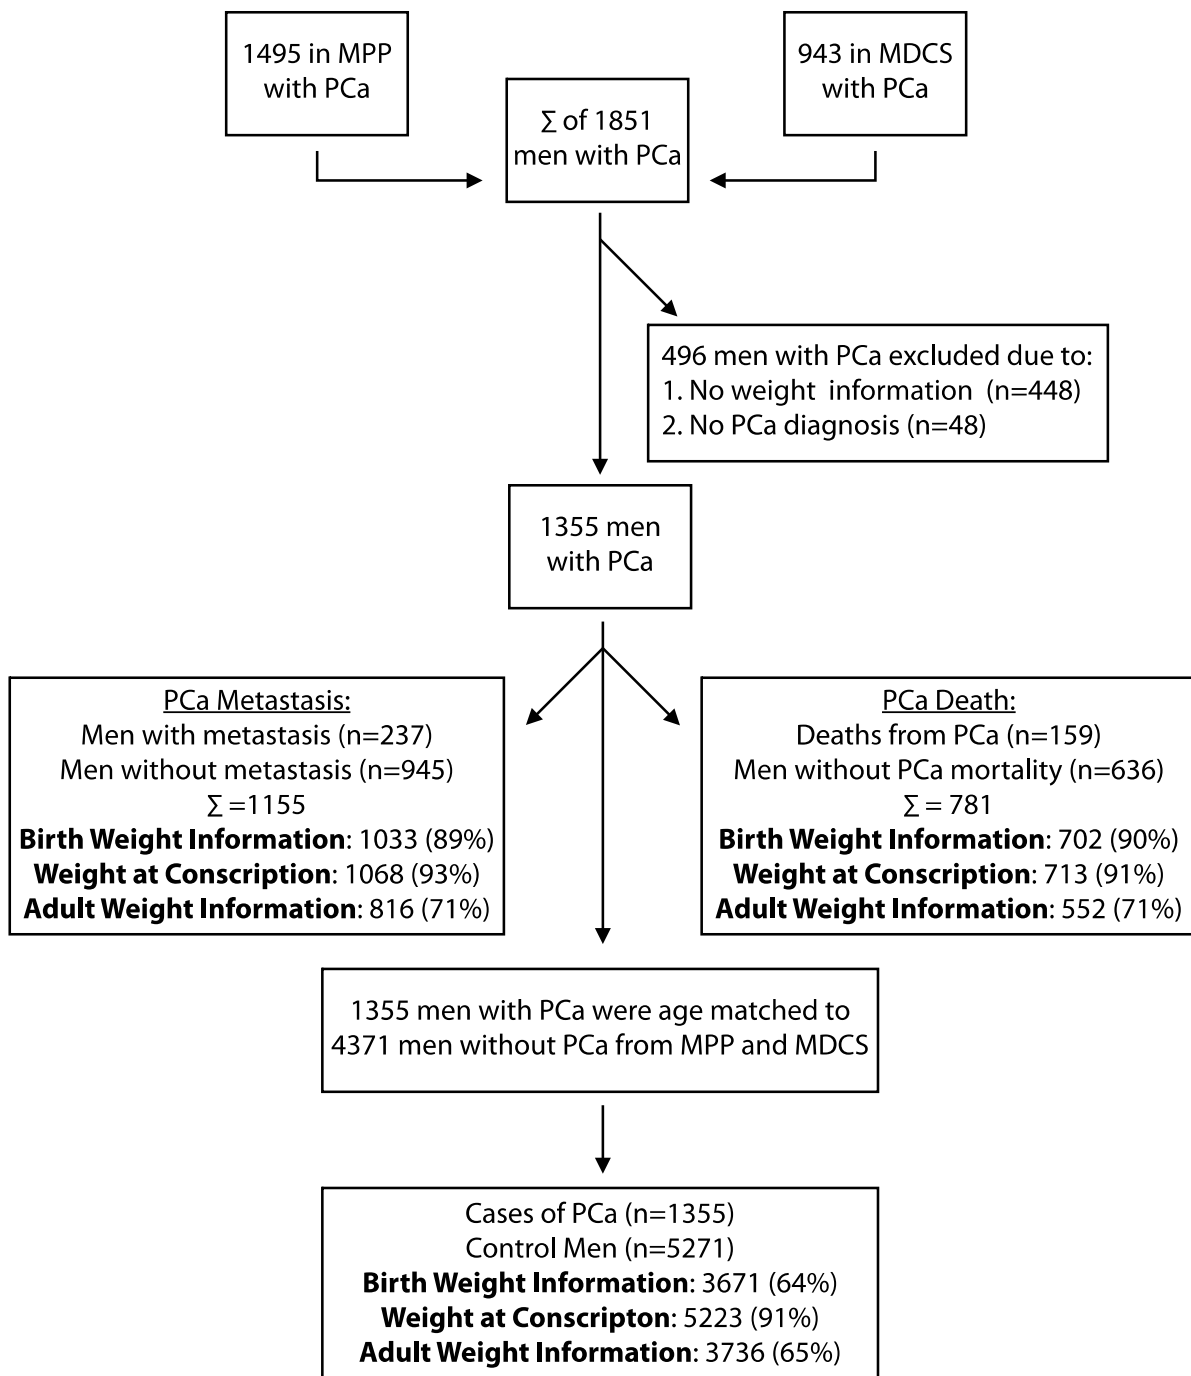 1495 in MPP
with PCa
943 in MDCS
with PCa
∑ of 1851
men with PCa
496 men with PCa excluded due to:
1. No weight information (n=448)
2. No PCa diagnosis (n=48)
1355 men
with PCa
PCa Metastasis:
Men with metastasis (n=237)
Men without metastasis (n=945)
∑ =1155
Birth Weight Information: 1033 (89%)
Weight at Conscription: 1068 (93%)
Adult Weight Information: 816 (71%)
PCa Death:
Deaths from PCa (n=159)
Men without PCa mortality (n=636)
∑ = 781
Birth Weight Information: 702 (90%)
Weight at Conscription: 713 (91%)
Adult Weight Information: 552 (71%)
1355 men with PCa were age matched to
4371 men without PCa from MPP and MDCS
Cases of PCa (n=1355)
Control Men (n=5271)
Birth Weight Information: 3671 (64%)
Weight at Conscripton: 5223 (91%)
Adult Weight Information: 3736 (65%)